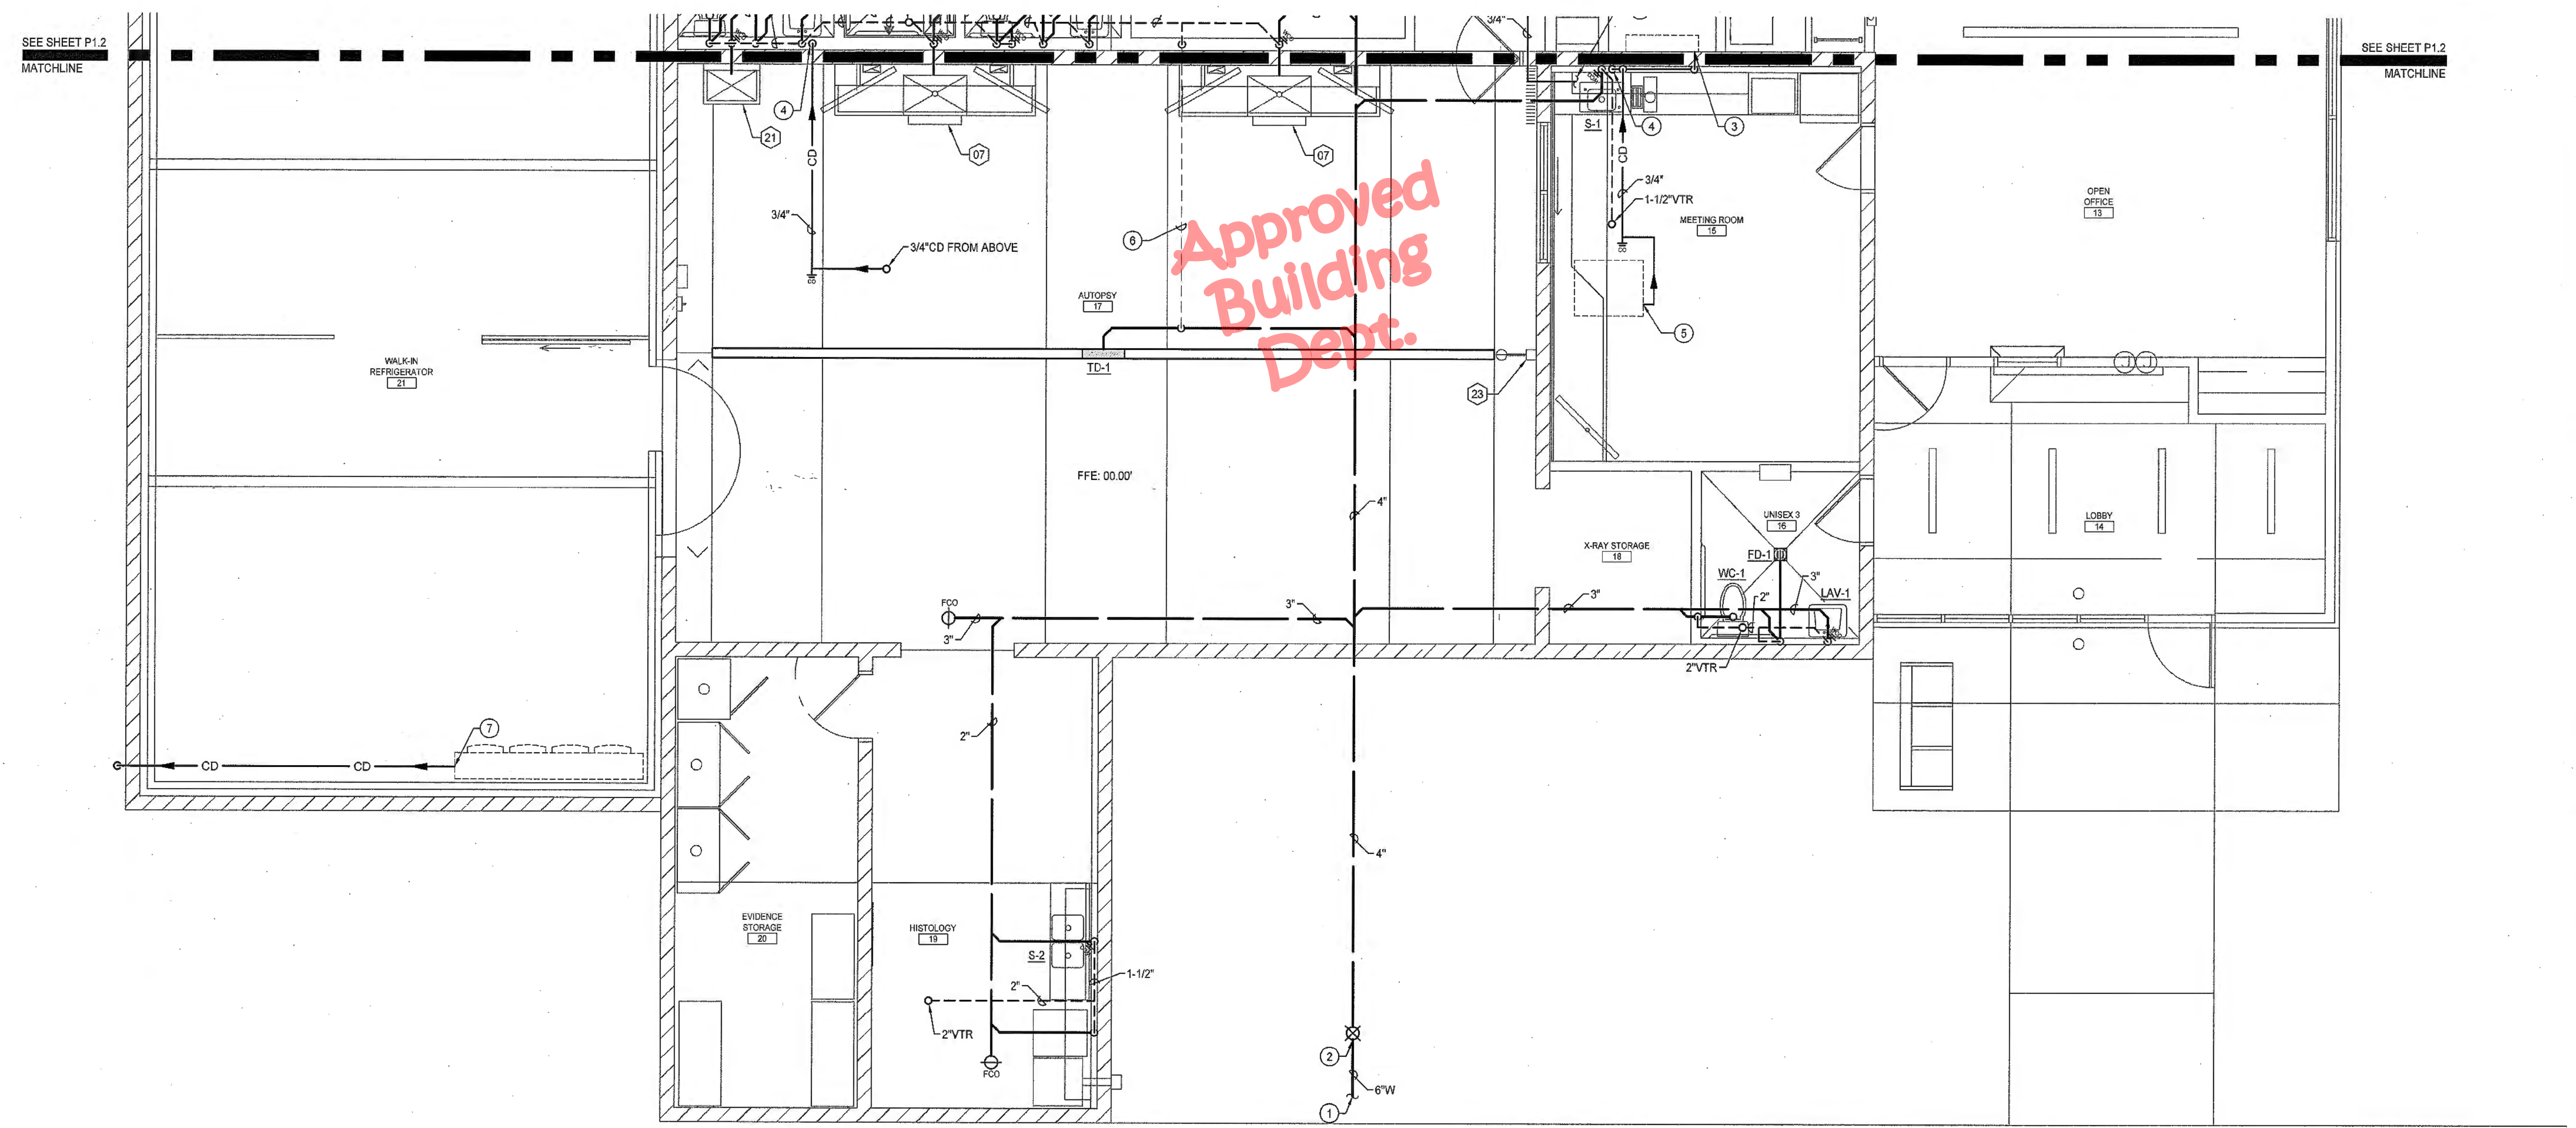 SEE SHEET P1.2
MATCHLINE
SEE SHEET P1.2
MATCHLINE
3/4"
4
21
CD
07
07
S-1
4
3
CD
3/4"
1-1/2"VTR
3/4"
3/4"CD FROM ABOVE
6
MEETING ROOM
15
OPEN
OFFICE
13
Approved
Building
Dept.
AUTOPSY
17
5
WALK-IN
REFRIGERATOR
21
TD-1
23
FFE: 00.00'
4"
UNISEX 3
16
LOBBY
14
X-RAY STORAGE
18
FD-1
WC-1
3"
2"
LAV-1
FCO
3"
3"
3"
2"VTR
7
2"
CD
CD
4"
EVIDENCE
STORAGE
20
HISTOLOGY
19
S-2
1-1/2"
2"
2"VTR
FCO
2
6"W
1